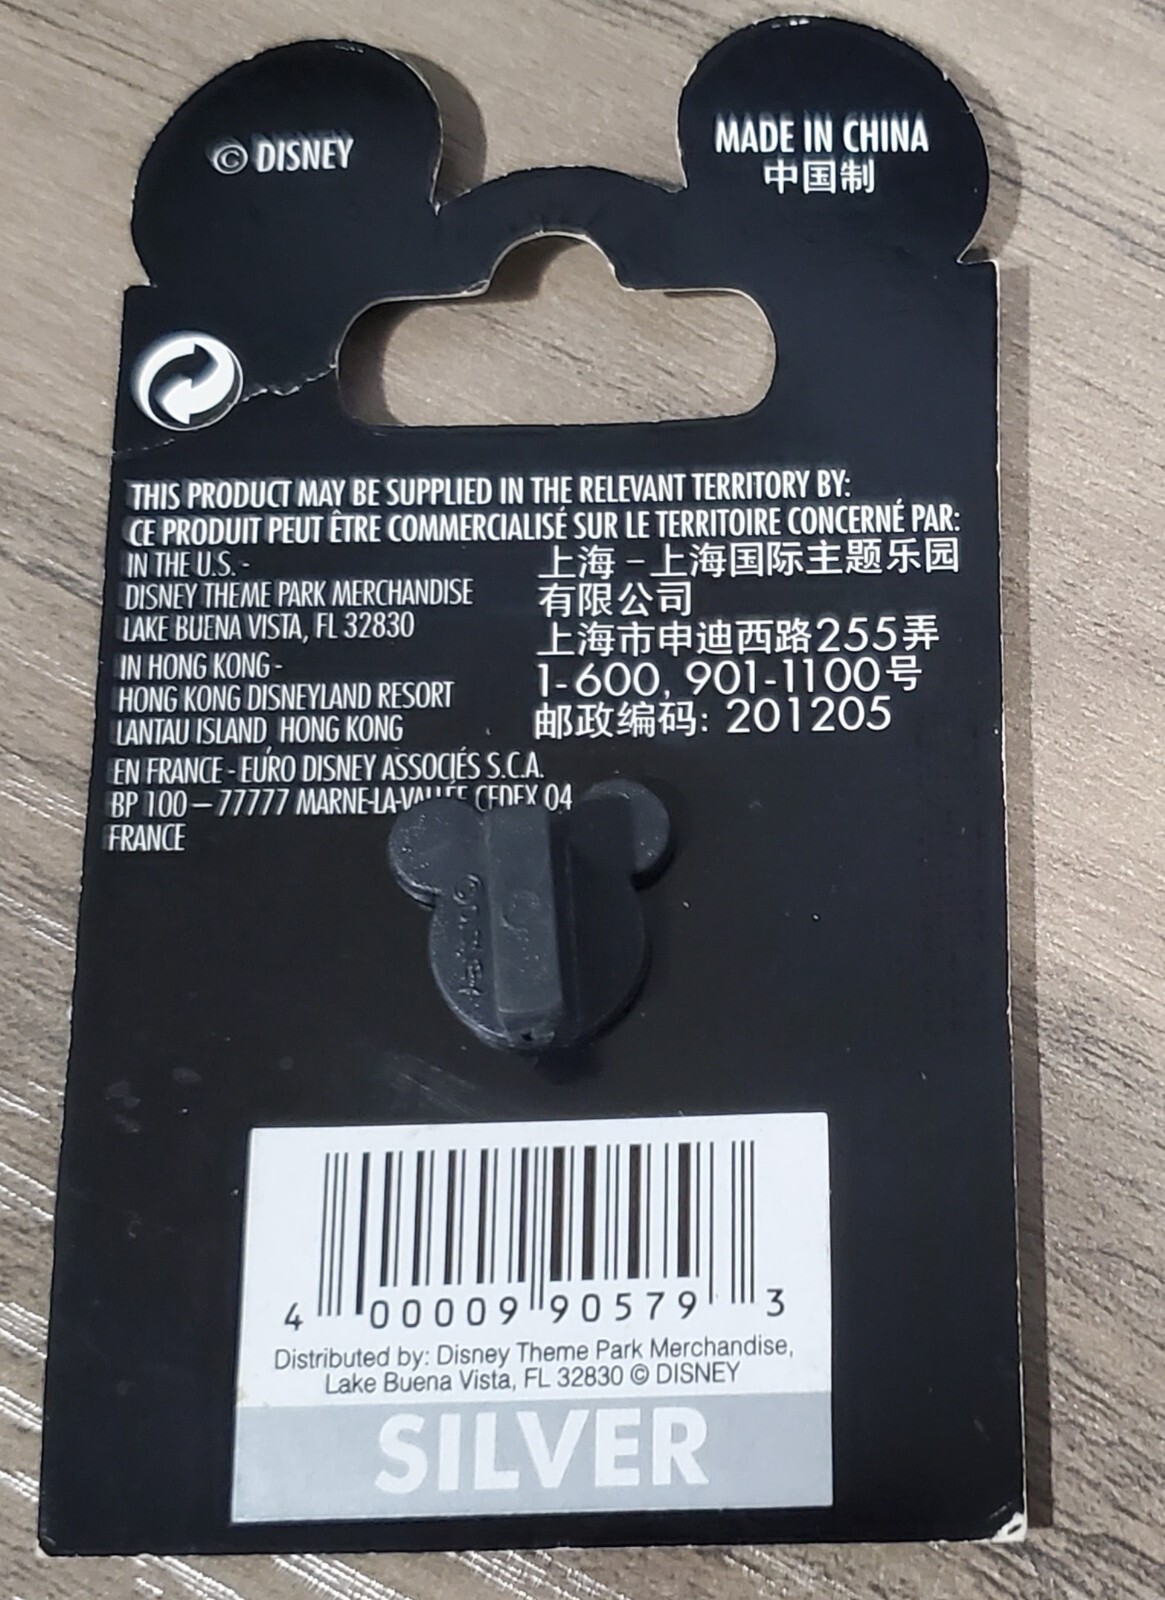 © DISNEY
MADE IN CHINA
中国制
THIS PRODUCT MAY BE SUPPLIED IN THE RELEVANT TERRITORY BY:
CE PRODUIT PEUT ÊTRE COMMERCIALISÉ SUR LE TERRITOIRE CONCERNÉ PAR:
IN THE U.S. -
DISNEY THEME PARK MERCHANDISE
LAKE BUENA VISTA, FL 32830
IN HONG KONG -
HONG KONG DISNEYLAND RESORT
LANTAU ISLAND HONG KONG
EN FRANCE - EURO DISNEY ASSOCIÉS S.C.A.
BP 100 – 77777 MARNE-LA-VALLÉE CEDEX 04
FRANCE
上海 – 上海国际主题乐园
有限公司
上海市申迪西路255弄
1-600, 901-1100号
邮政编码: 201205
4 00009 90579 3
Distributed by: Disney Theme Park Merchandise,
Lake Buena Vista, FL 32830 © DISNEY
SILVER